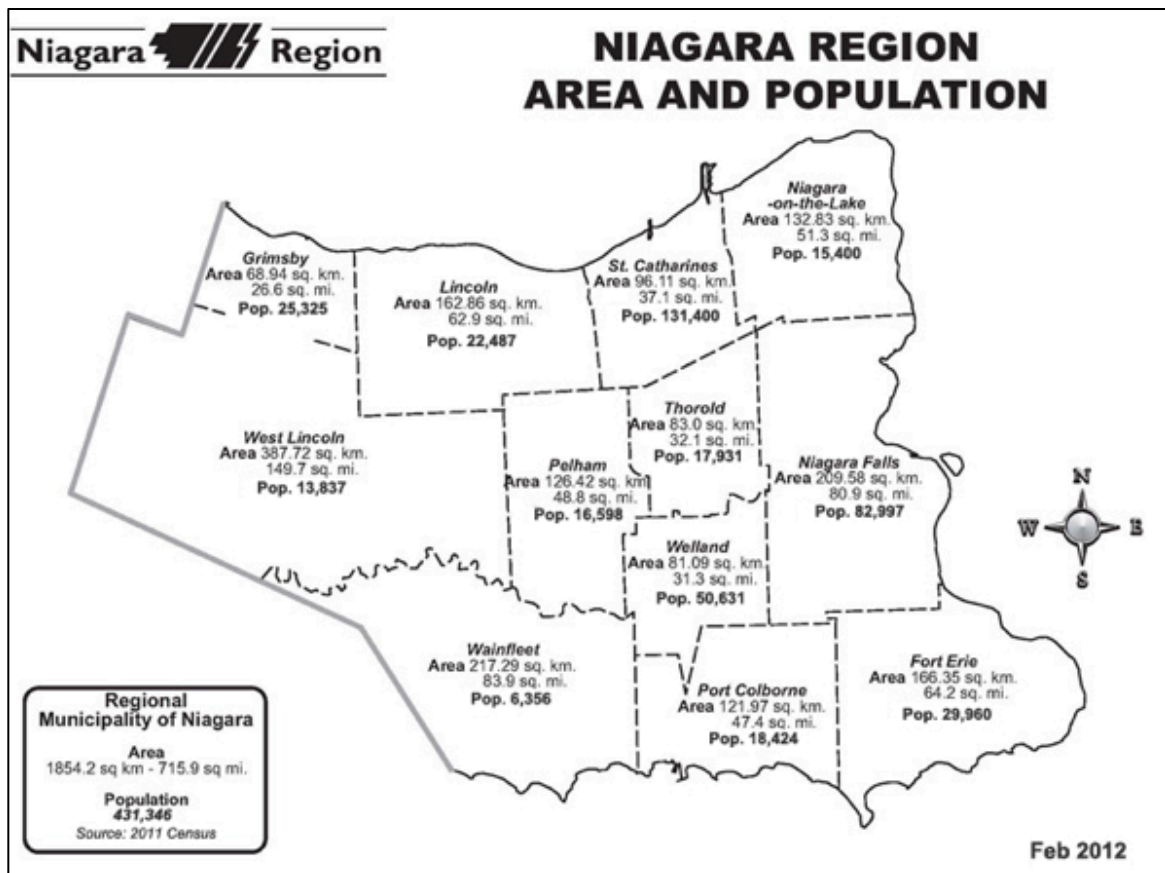 Niagara Region
NIAGARA REGION
AREA AND POPULATION
Niagara
-on-the-Lake
Area 132.83 sq. km.
51.3 sq. mi.
Pop. 15,400
Grimsby
Area 68.94 sq. km.
26.6 sq. mi.
Pop. 25,325
Lincoln
Area 162.86 sq. km.
62.9 sq. mi.
Pop. 22,487
St. Catharines
Area 96.11 sq. km.
37.1 sq. mi.
Pop. 131,400
West Lincoln
Area 387.72 sq. km.
149.7 sq. mi.
Pop. 13,837
Pelham
Area 126.42 sq. km.
48.8 sq. mi.
Pop. 16,598
Thorold
Area 83.0 sq. km.
32.1 sq. mi.
Pop. 17,931
Niagara Falls
Area 209.58 sq. km.
80.9 sq. mi.
Pop. 82,997
Welland
Area 81.09 sq. km.
31.3 sq. mi.
Pop. 50,631
Wainfleet
Area 217.29 sq. km.
83.9 sq. mi.
Pop. 6,356
Port Colborne
Area 121.97 sq. km.
47.4 sq. mi.
Pop. 18,424
Fort Erie
Area 166.35 sq. km.
64.2 sq. mi.
Pop. 29,960
N
W E
S
Regional
Municipality of Niagara
Area
1854.2 sq km - 715.9 sq mi.
Population
431,346
Source: 2011 Census
Feb 2012